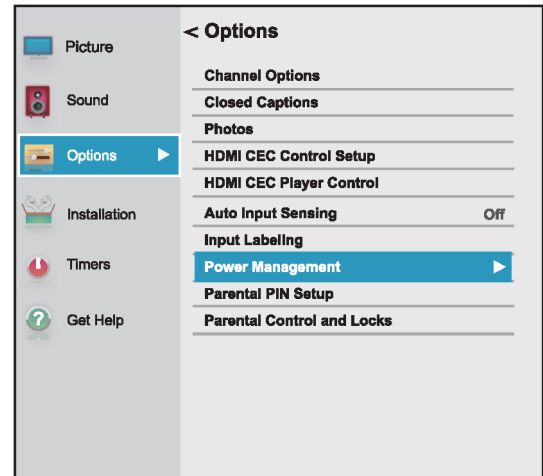 Picture
Sound
Options
Installation
Timers
Get Help
< Options
Channel Options
Closed Captions
Photos
HDMI CEC Control Setup
HDMI CEC Player Control
Auto Input Sensing Off
Input Labeling
Power Management
Parental PIN Setup
Parental Control and Locks